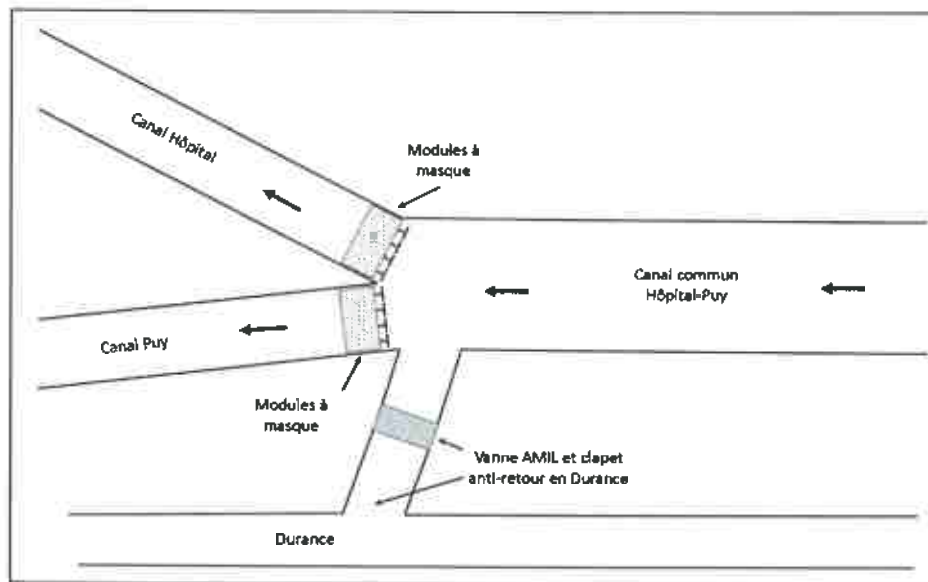 Canal Hôpital
Modules à
masque
Canal commun
Hôpital-Puy
Canal Puy
Modules à
masque
Vanne AMIL et clapet
anti-retour en Durance
Durance